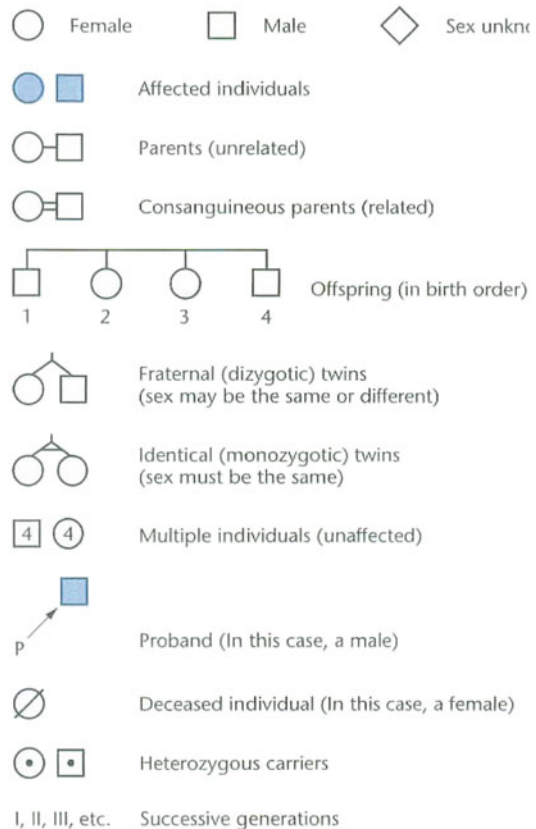 Female Male Sex unkn
Affected individuals
Parents (unrelated)
Consanguineous parents (related)
Offspring (in birth order)
1 2 3 4
Fraternal (dizygotic) twins
(sex may be the same or different)
Identical (monozygotic) twins
(sex must be the same)
4 4 Multiple individuals (unaffected)
P Proband (In this case, a male)
Deceased individual (In this case, a female)
Heterozygous carriers
I, II, III, etc. Successive generations